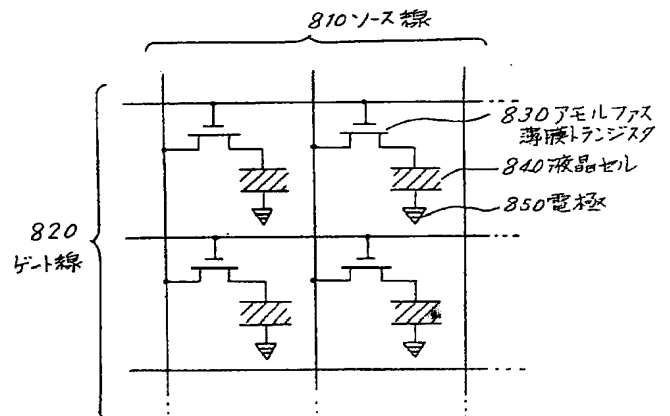 810ソース線
830アモルファス
薄膜トランジスタ
840液晶セル
850電極
820
ゲート線